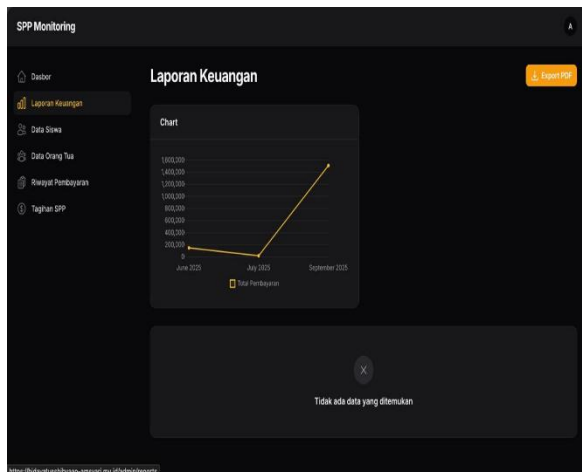 SPP Monitoring
A
Dasbor
Laporan Keuangan
Data Siswa
Data Orang Tua
Riwayat Pembayaran
Tagihan SPP
Laporan Keuangan
Export PDF
Chart
1,600,000
1,400,000
1,200,000
1,000,000
800,000
600,000
400,000
200,000
0
June 2025 July 2025 September 2025
Total Pembayaran
Tidak ada data yang ditemukan